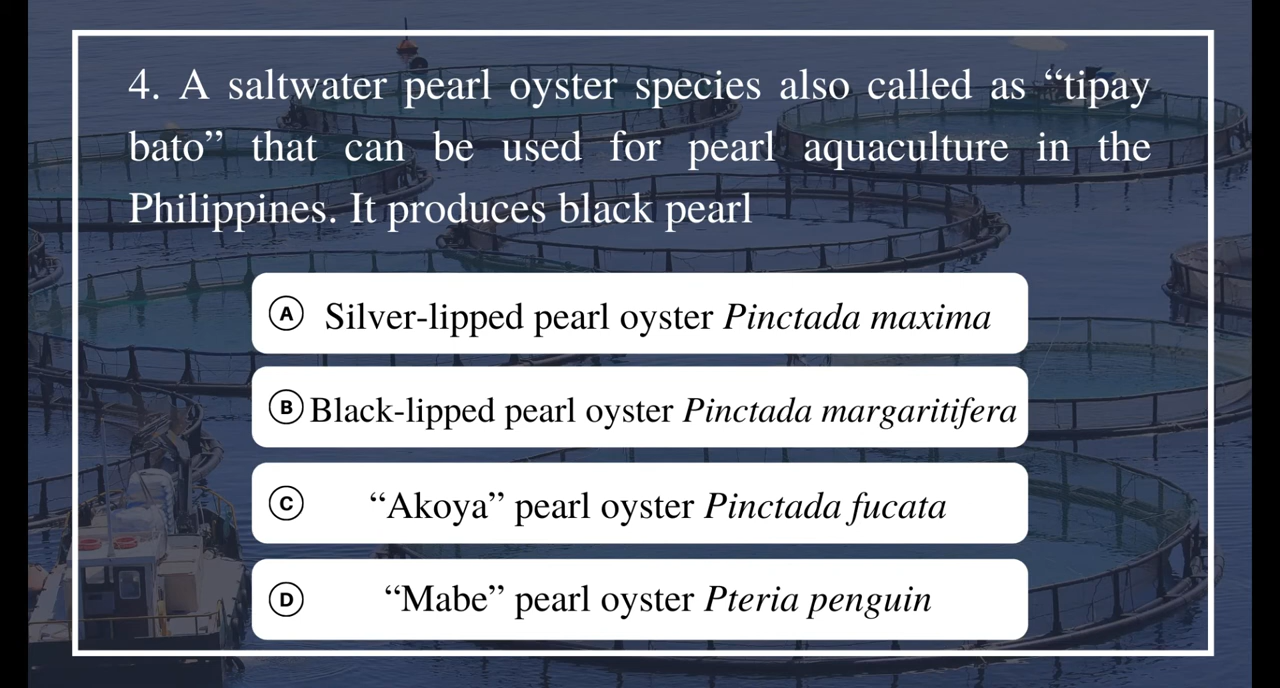 4. A saltwater pearl oyster species also called as “tipay
bato” that can be used for pearl aquaculture in the
Philippines. It produces black pearl
A Silver-lipped pearl oyster Pinctada maxima
B Black-lipped pearl oyster Pinctada margaritifera
C “Akoya” pearl oyster Pinctada fucata
D “Mabe” pearl oyster Pteria penguin